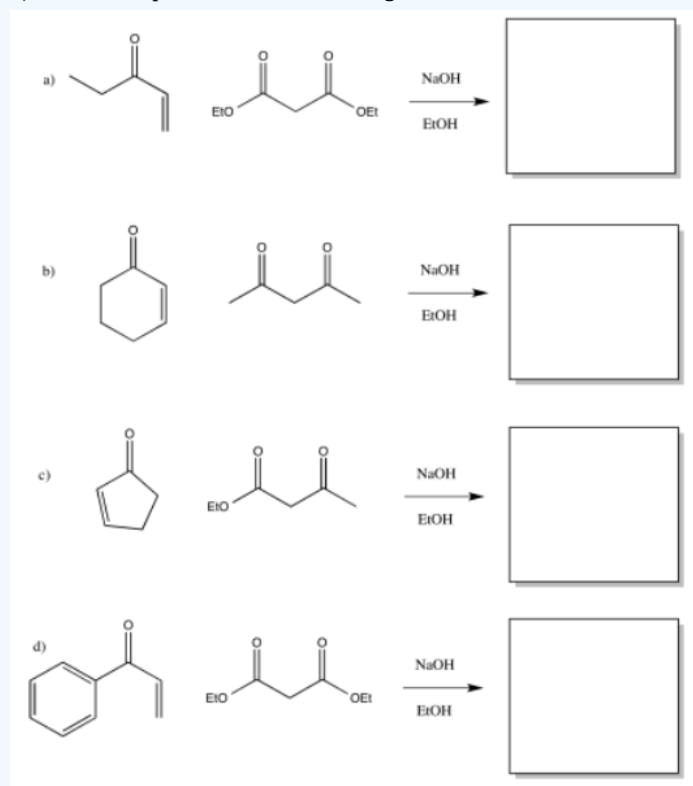 a) O O O
EtO OEt
NaOH
EtOH
b) O O O
NaOH
EtOH
c) O O O
EtO
NaOH
EtOH
d) O O O
EtO OEt
NaOH
EtOH